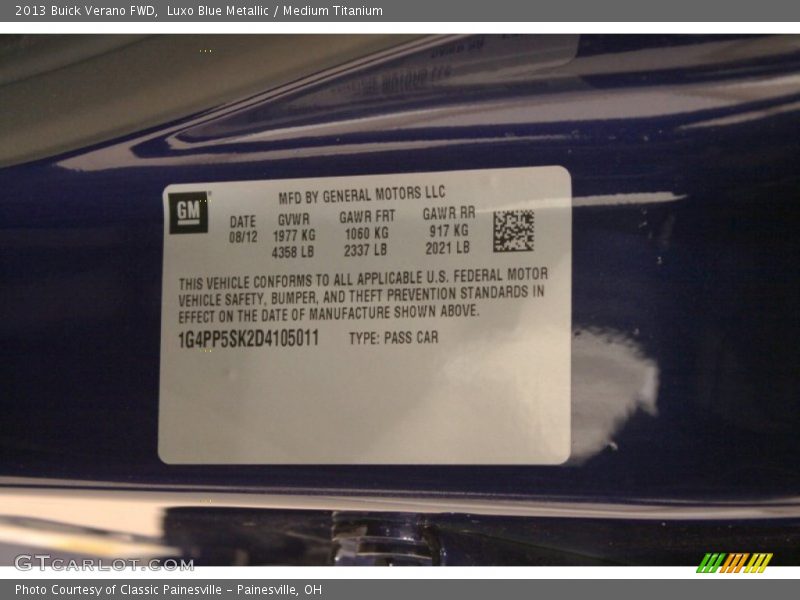 2013 Buick Verano FWD,  Luxo Blue Metallic / Medium Titanium
GM
MFD BY GENERAL MOTORS LLC
DATE GVWR GAWR FRT GAWR RR
08/12 1977 KG 1060 KG 917 KG
4358 LB 2337 LB 2021 LB
THIS VEHICLE CONFORMS TO ALL APPLICABLE U.S. FEDERAL MOTOR
VEHICLE SAFETY, BUMPER, AND THEFT PREVENTION STANDARDS IN
EFFECT ON THE DATE OF MANUFACTURE SHOWN ABOVE.
1G4PP5SK2D4105011 TYPE: PASS CAR
GTCARLOT.COM
Photo Courtesy of Classic Painesville - Painesville, OH